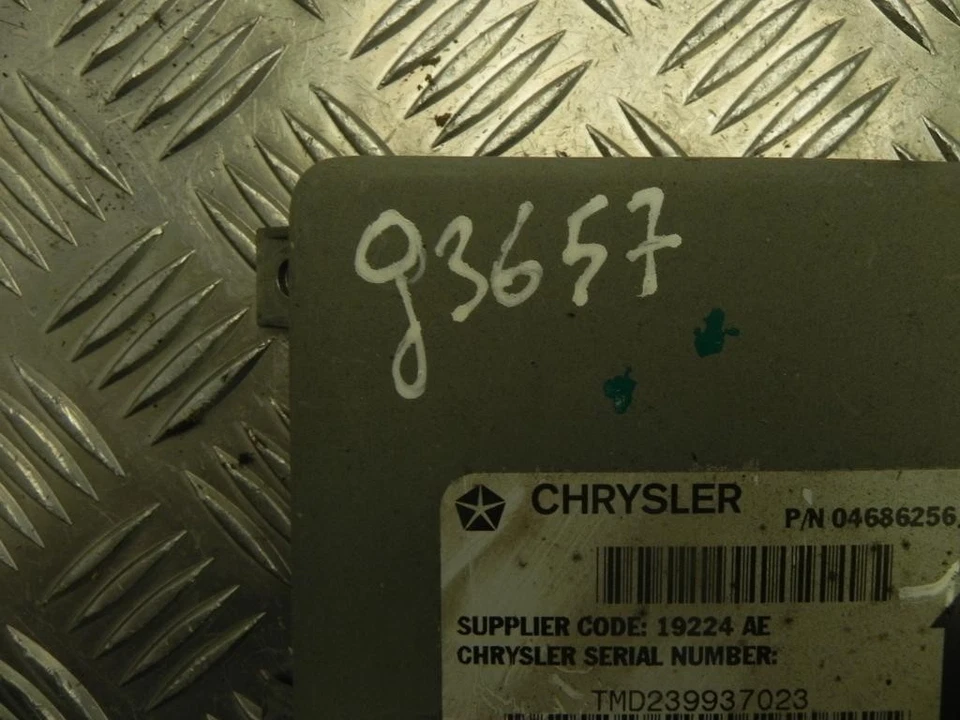 g3657
CHRYSLER
P/N 04686256
SUPPLIER CODE: 19224 AE
CHRYSLER SERIAL NUMBER:
TMD239937023